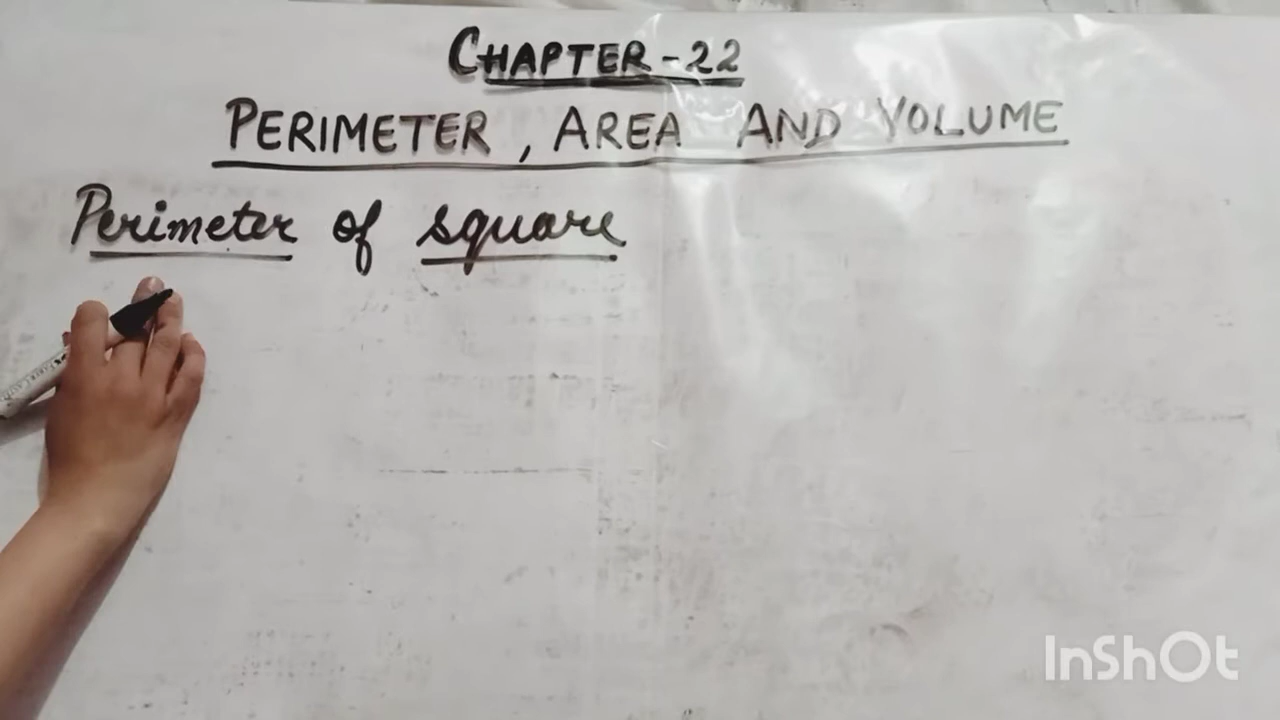 CHAPTER-22
PERIMETER, AREA AND VOLUME
Perimeter of square
InShOt